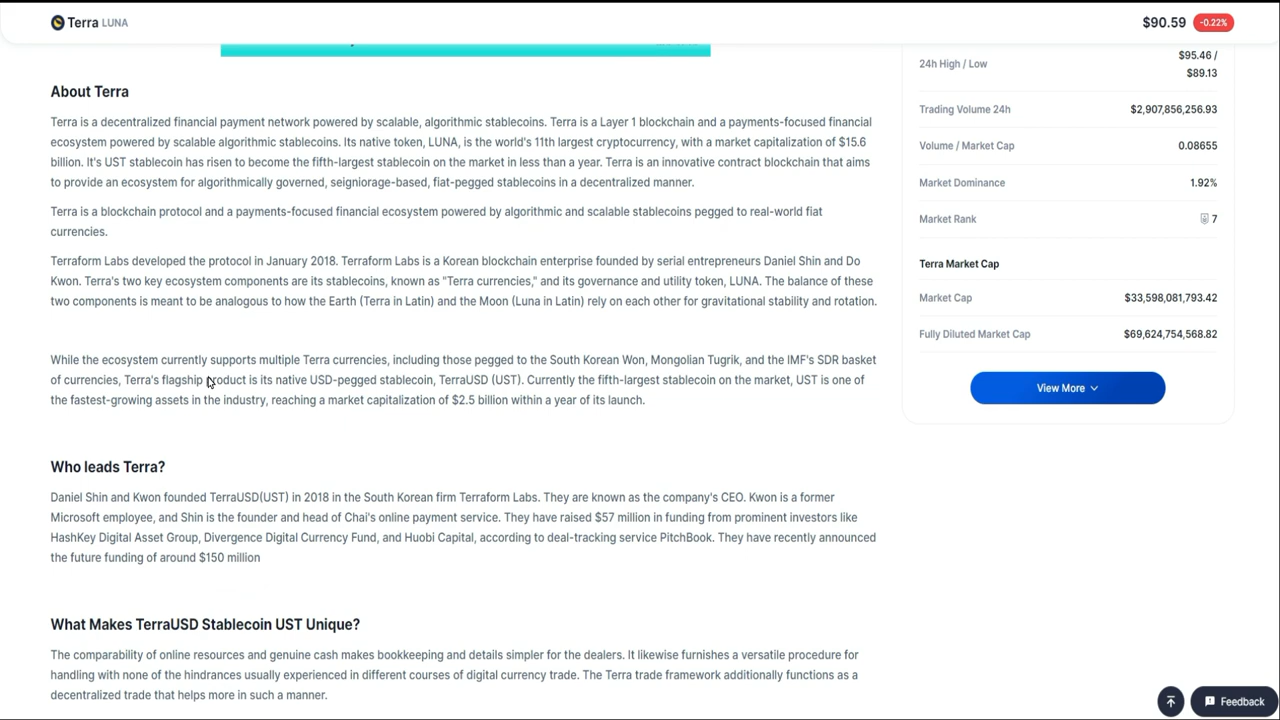 Terra LUNA
$90.59 -0.22%
About Terra
Terra is a decentralized financial payment network powered by scalable, algorithmic stablecoins. Terra is a Layer 1 blockchain and a payments-focused financial
ecosystem powered by scalable algorithmic stablecoins. Its native token, LUNA, is the world's 11th largest cryptocurrency, with a market capitalization of $15.6
billion. It's UST stablecoin has risen to become the fifth-largest stablecoin on the market in less than a year. Terra is an innovative contract blockchain that aims
to provide an ecosystem for algorithmically governed, seigniorage-based, fiat-pegged stablecoins in a decentralized manner.
Terra is a blockchain protocol and a payments-focused financial ecosystem powered by algorithmic and scalable stablecoins pegged to real-world fiat
currencies.
Terraform Labs developed the protocol in January 2018. Terraform Labs is a Korean blockchain enterprise founded by serial entrepreneurs Daniel Shin and Do
Kwon. Terra's two key ecosystem components are its stablecoins, known as "Terra currencies," and its governance and utility token, LUNA. The balance of these
two components is meant to be analogous to how the Earth (Terra in Latin) and the Moon (Luna in Latin) rely on each other for gravitational stability and rotation.
While the ecosystem currently supports multiple Terra currencies, including those pegged to the South Korean Won, Mongolian Tugrik, and the IMF's SDR basket
of currencies, Terra's flagship product is its native USD-pegged stablecoin, TerraUSD (UST). Currently the fifth-largest stablecoin on the market, UST is one of
the fastest-growing assets in the industry, reaching a market capitalization of $2.5 billion within a year of its launch.
Who leads Terra?
Daniel Shin and Kwon founded TerraUSD(UST) in 2018 in the South Korean firm Terraform Labs. They are known as the company's CEO. Kwon is a former
Microsoft employee, and Shin is the founder and head of Chai's online payment service. They have raised $57 million in funding from prominent investors like
HashKey Digital Asset Group, Divergence Digital Currency Fund, and Huobi Capital, according to deal-tracking service PitchBook. They have recently announced
the future funding of around $150 million
What Makes TerraUSD Stablecoin UST Unique?
The comparability of online resources and genuine cash makes bookkeeping and details simpler for the dealers. It likewise furnishes a versatile procedure for
handling with none of the hindrances usually experienced in different courses of digital currency trade. The Terra trade framework additionally functions as a
decentralized trade that helps more in such a manner.
24h High / Low
$95.46 /
$89.13
Trading Volume 24h $2,907,856,256.93
Volume / Market Cap 0.08655
Market Dominance 1.92%
Market Rank 7
Terra Market Cap
Market Cap $33,598,081,793.42
Fully Diluted Market Cap $69,624,754,568.82
View More
Feedback